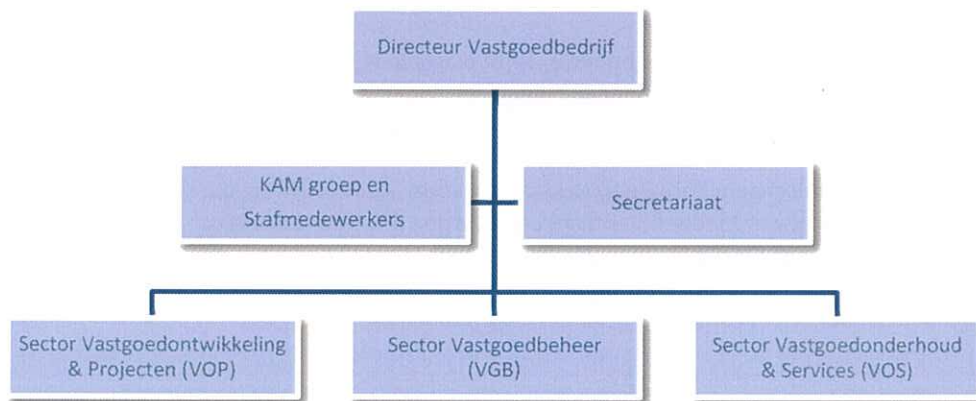 Directeur Vastgoedbedrijf
KAM groep en
Stafmedewerkers
Secretariaat
Sector Vastgoedontwikkeling
& Projecten (VOP)
Sector Vastgoedbeheer
(VGB)
Sector Vastgoedonderhoud
& Services (VOS)